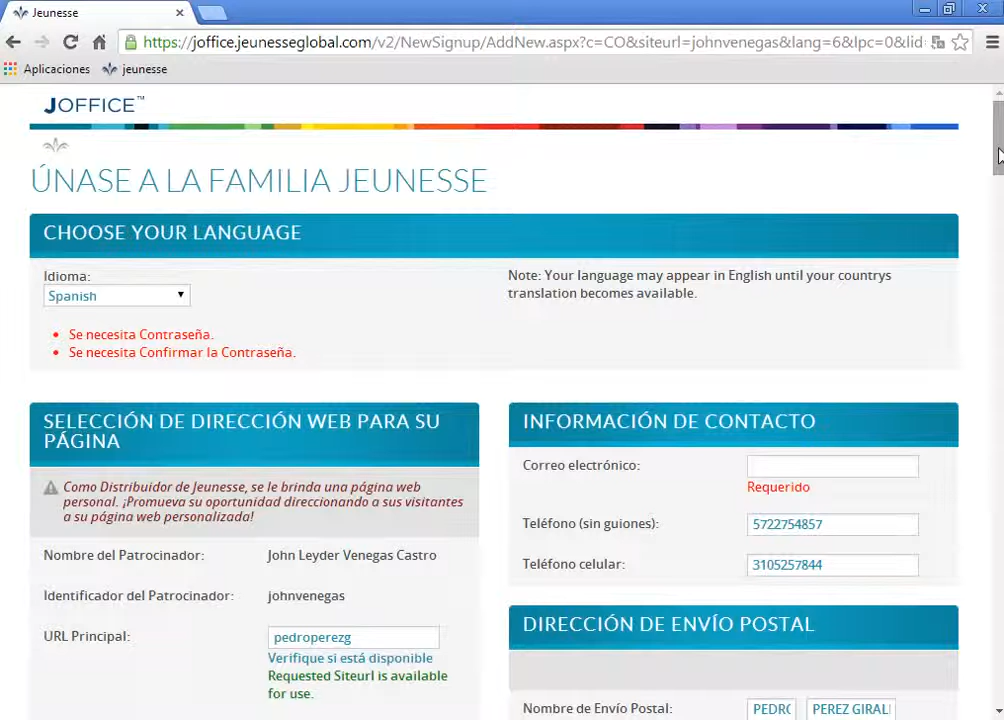 Jeunesse
https://joffice.jeunesseglobal.com/v2/NewSignup/AddNew.aspx?c=CO&siteurl=johnvenegas&lang=6&lpc=0&lid
Aplicaciones jeunesse
JOFFICE™
ÚNASE A LA FAMILIA JEUNESSE
CHOOSE YOUR LANGUAGE
Idioma:
Spanish
Note: Your language may appear in English until your countrys
translation becomes available.
• Se necesita Contraseña.
• Se necesita Confirmar la Contraseña.
SELECCIÓN DE DIRECCIÓN WEB PARA SU
PÁGINA
Como Distribuidor de Jeunesse, se le brinda una página web
personal. ¡Promueva su oportunidad direccionando a sus visitantes
a su página web personalizada!
Nombre del Patrocinador: John Leyder Venegas Castro
Identificador del Patrocinador: johnvenegas
URL Principal: pedroperezg
Verifique si está disponible
Requested Siteurl is available
for use.
INFORMACIÓN DE CONTACTO
Correo electrónico:
Requerido
Teléfono (sin guiones): 5722754857
Teléfono celular: 3105257844
DIRECCIÓN DE ENVÍO POSTAL
Nombre de Envío Postal: PEDRO PEREZ GIRAL